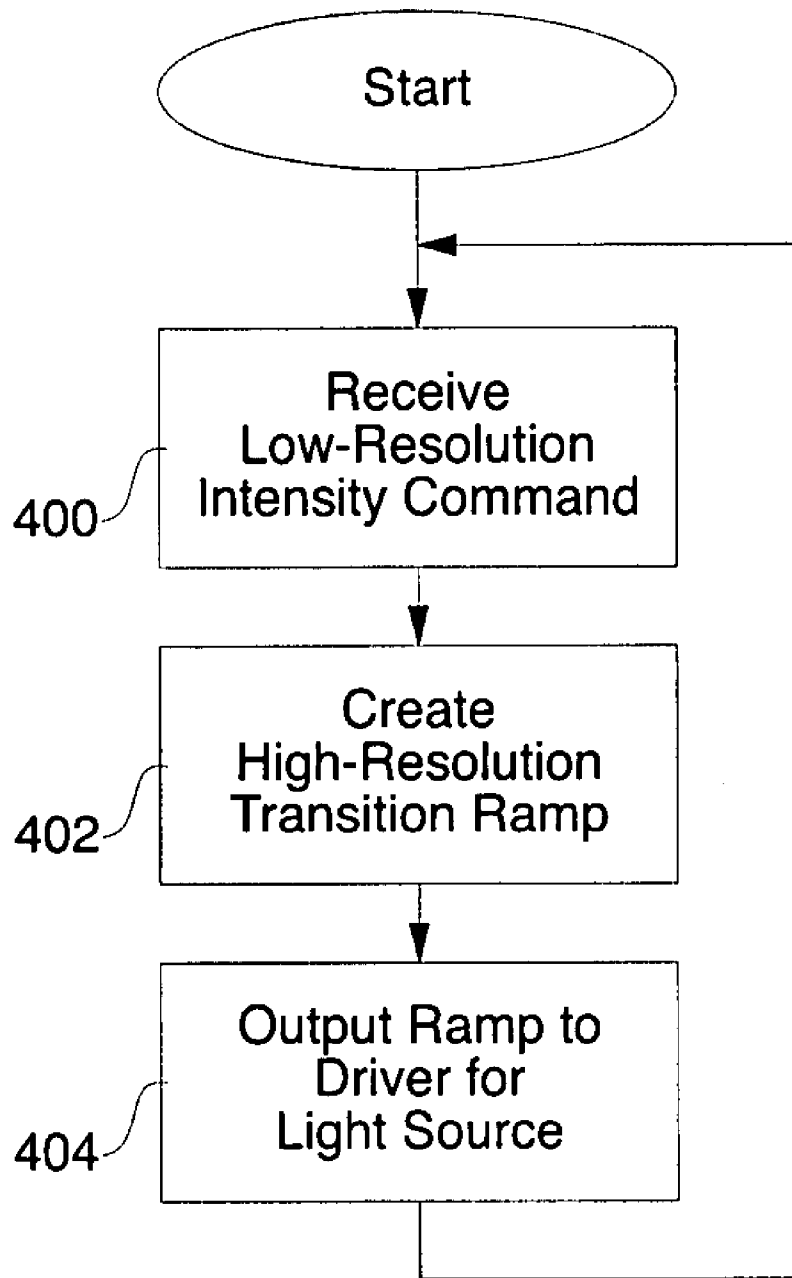 Start
Receive
Low-Resolution
Intensity Command
400
Create
High-Resolution
Transition Ramp
402
Output Ramp to
Driver for
Light Source
404